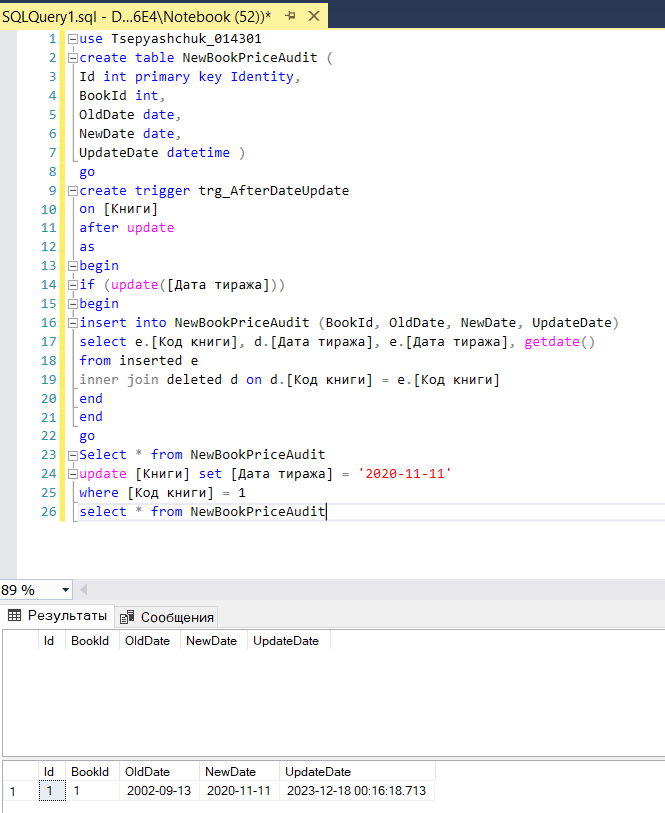 SQLQuery1.sql - D...6E4\Notebook (52))*
1 use Tsepyashchuk_014301
2 create table NewBookPriceAudit (
3 Id int primary key Identity,
4 BookId int,
5 OldDate date,
6 NewDate date,
7 UpdateDate datetime )
8 go
9 create trigger trg_AfterDateUpdate
10 on [Книги]
11 after update
12 as
13 begin
14 if (update([Дата тиража]))
15 begin
16 insert into NewBookPriceAudit (BookId, OldDate, NewDate, UpdateDate)
17 select e.[Код книги], d.[Дата тиража], e.[Дата тиража], getdate()
18 from inserted e
19 inner join deleted d on d.[Код книги] = e.[Код книги]
20 end
21 end
22 go
23 Select * from NewBookPriceAudit
24 update [Книги] set [Дата тиража] = '2020-11-11'
25 where [Код книги] = 1
26 select * from NewBookPriceAudit
89 %
Результаты Сообщения
Id BookId OldDate NewDate UpdateDate
Id BookId OldDate NewDate UpdateDate
1 1 1 2002-09-13 2020-11-11 2023-12-18 00:16:18.713